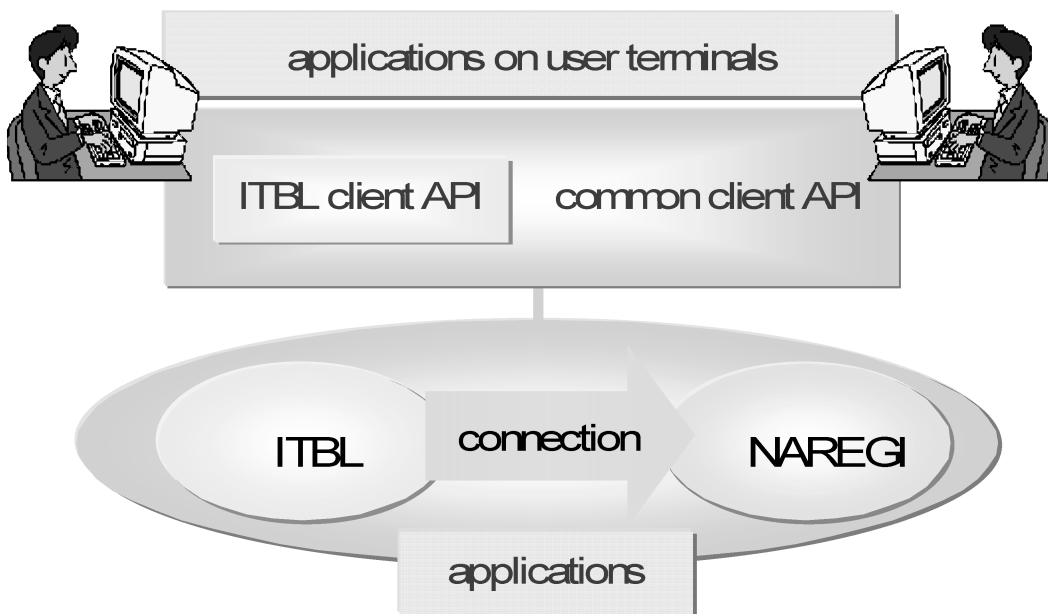 applications on user terminals
ITBL client API
common client API
ITBL
connection
NAREGI
applications